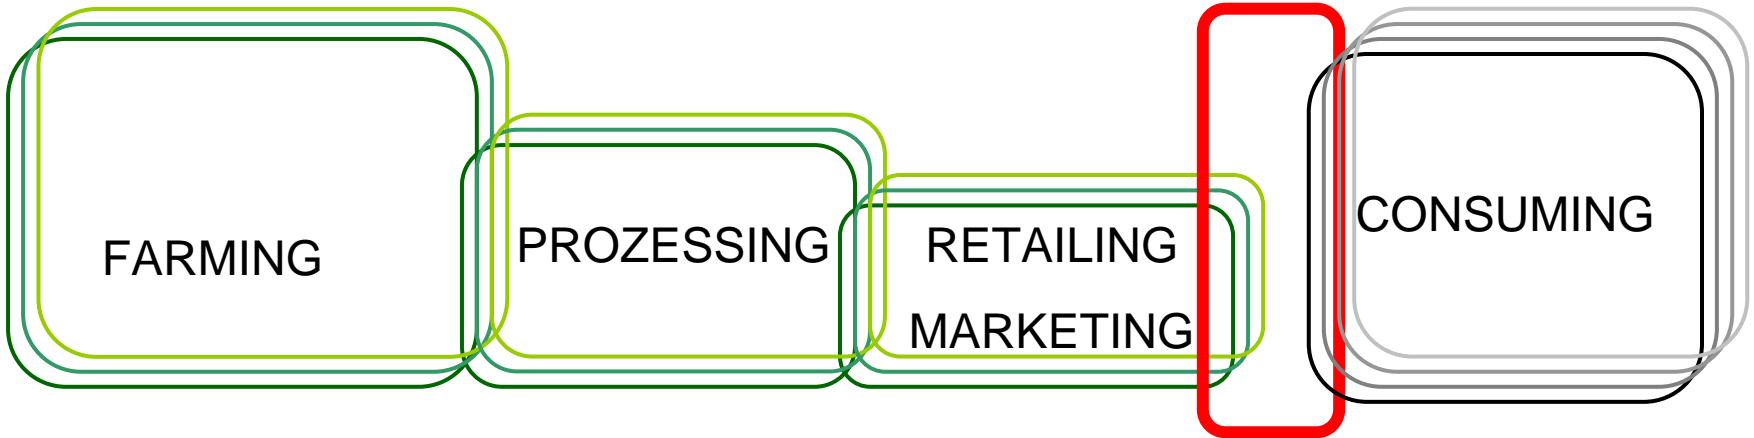 FARMING
PROZESSING
RETAILING
MARKETING
CONSUMING